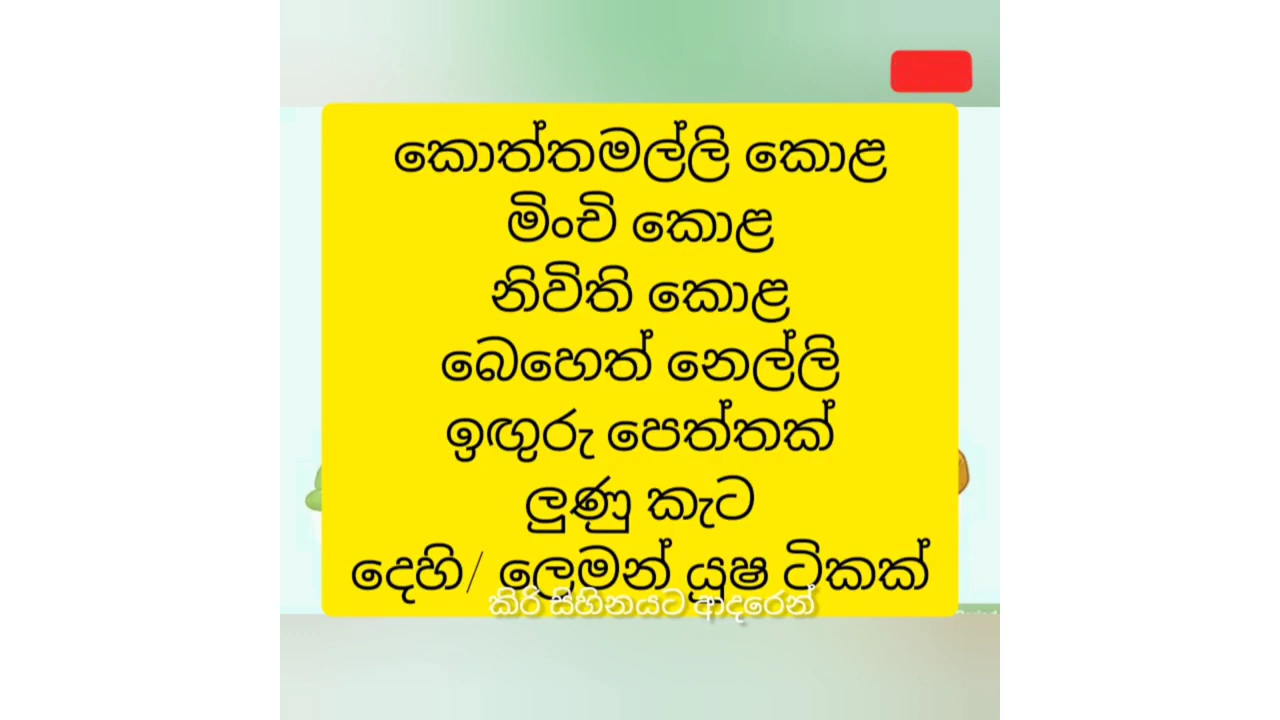 කොත්තමල්ලි කොළ
මිංචි කොළ
නිවිති කොළ
බෙහෙත් නෙල්ලි
ඉඟුරු පෙත්තක්
ලුණු කැට
දෙහි/ ලෙමන් යූෂ ටිකක්
කිරි සිහිනයට ආදරෙන්